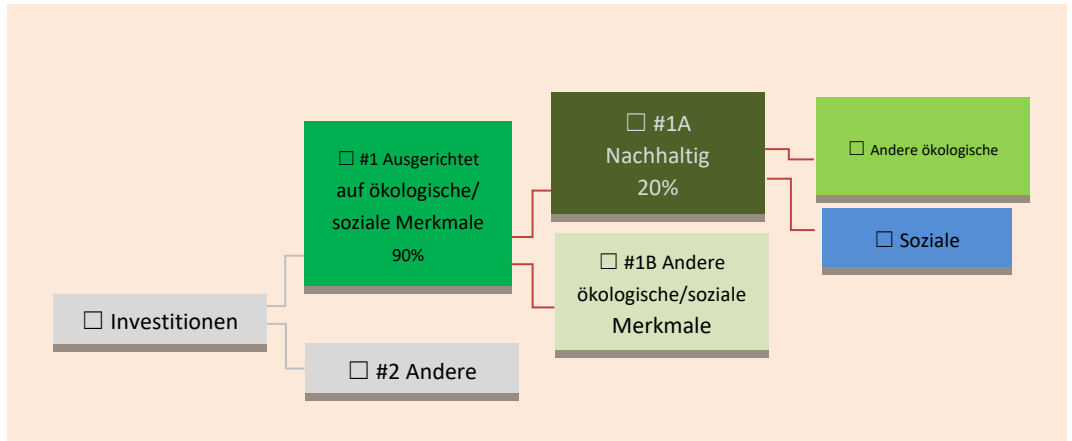 ☐ Investitionen
☐ #1 Ausgerichtet
auf ökologische/
soziale Merkmale
90%
☐ #2 Andere
☐ #1A
Nachhaltig
20%
☐ #1B Andere
ökologische/soziale
Merkmale
☐ Andere ökologische
☐ Soziale